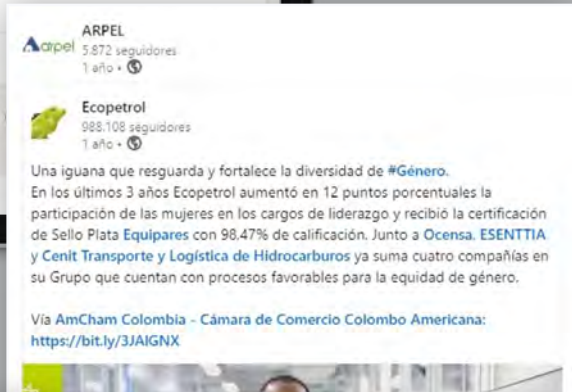 ARPEL
arpel
5.872 seguidores
1 año •
Ecopetrol
988.108 seguidores
1 año •
Una iguana que resguarda y fortalece la diversidad de #Género.
En los últimos 3 años Ecopetrol aumentó en 12 puntos porcentuales la
participación de las mujeres en los cargos de liderazgo y recibió la certificación
de Sello Plata Equipares con 98.47% de calificación. Junto a Ocensa, ESENTTIA
y Cenit Transporte y Logística de Hidrocarburos ya suma cuatro compañías en
su Grupo que cuentan con procesos favorables para la equidad de género.
Vía AmCham Colombia - Cámara de Comercio Colombo Americana:
https://bit.ly/3JAIGNX